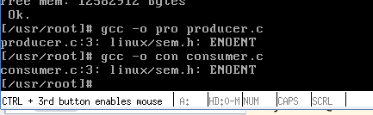 Free mem: 12582912 bytes
Ok.
[/usr/root]# gcc -o pro producer.c
producer.c:3: linux/sem.h: ENOENT
[/usr/root]# gcc -o con consumer.c
consumer.c:3: linux/sem.h: ENOENT
[/usr/root]#
CTRL + 3rd button enables mouse A: HD:0-M NUM CAPS SCRL